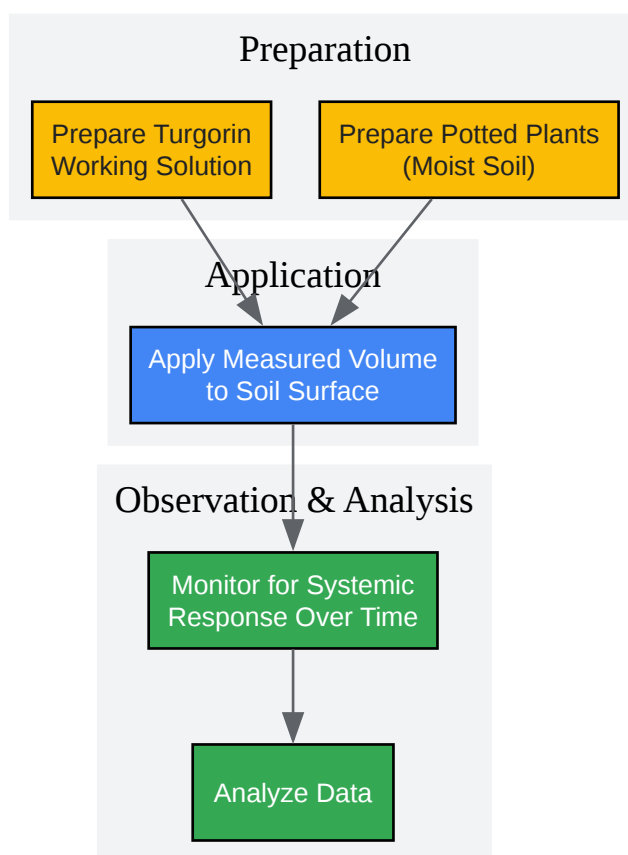 Preparation
Prepare Turgorin
Working Solution
Prepare Potted Plants
(Moist Soil)
Application
Apply Measured Volume
to Soil Surface
Observation & Analysis
Monitor for Systemic
Response Over Time
Analyze Data